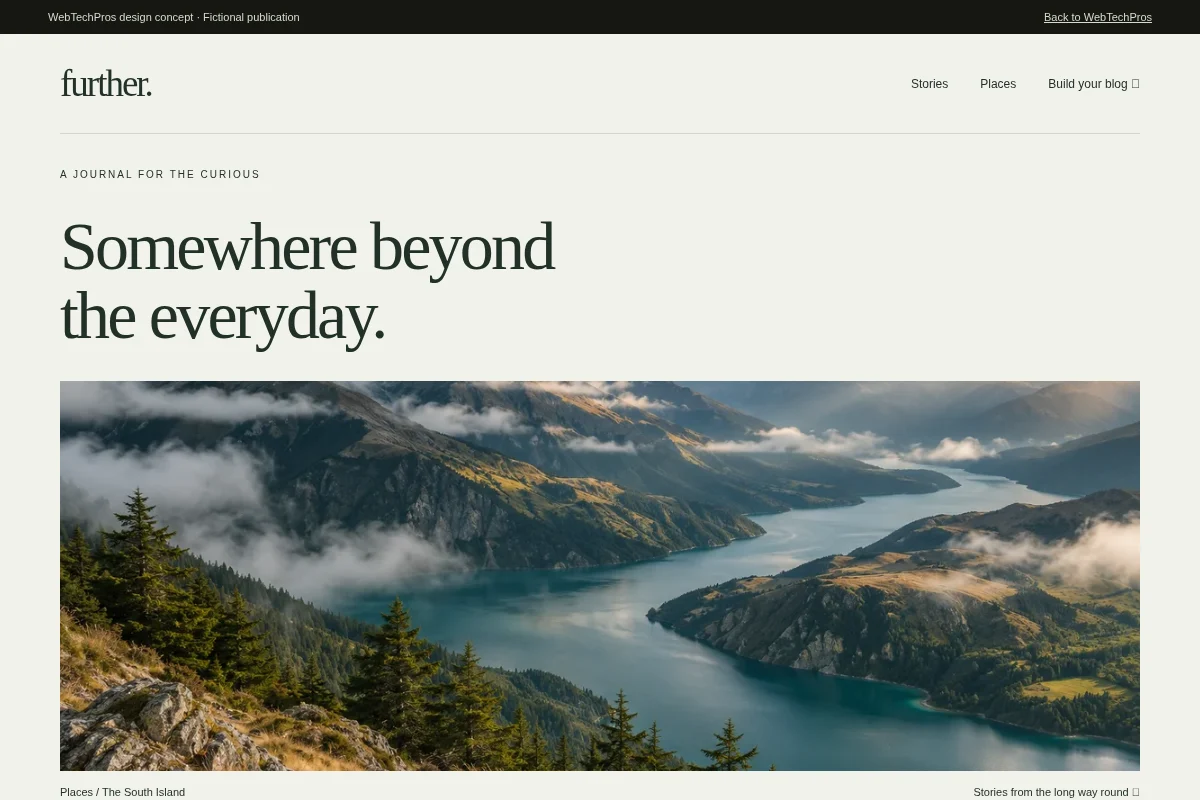 WebTechPros design concept · Fictional publication
Back to WebTechPros
further.
Stories
Places
Build your blog
A JOURNAL FOR THE CURIOUS
Somewhere beyond
the everyday.
Places / The South Island
Stories from the long way round